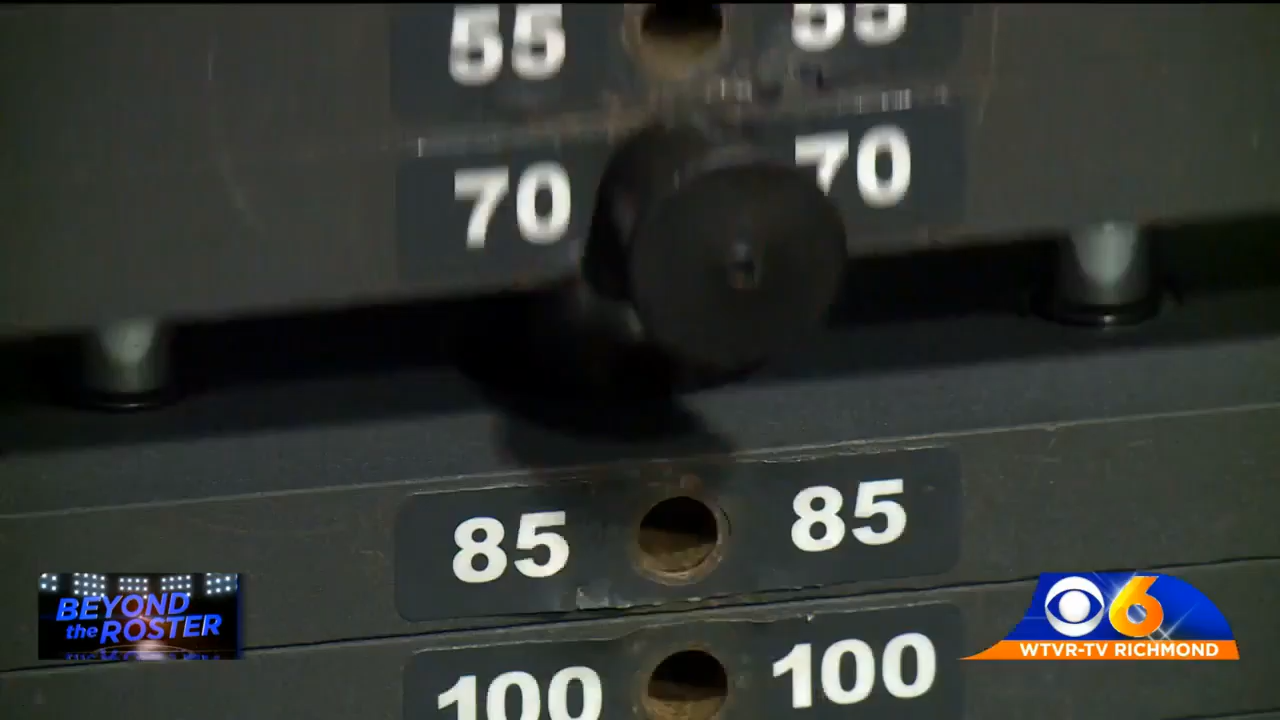 55 55
70 70
85 85
100 100
BEYOND
the ROSTER
6
WTVR-TV RICHMOND